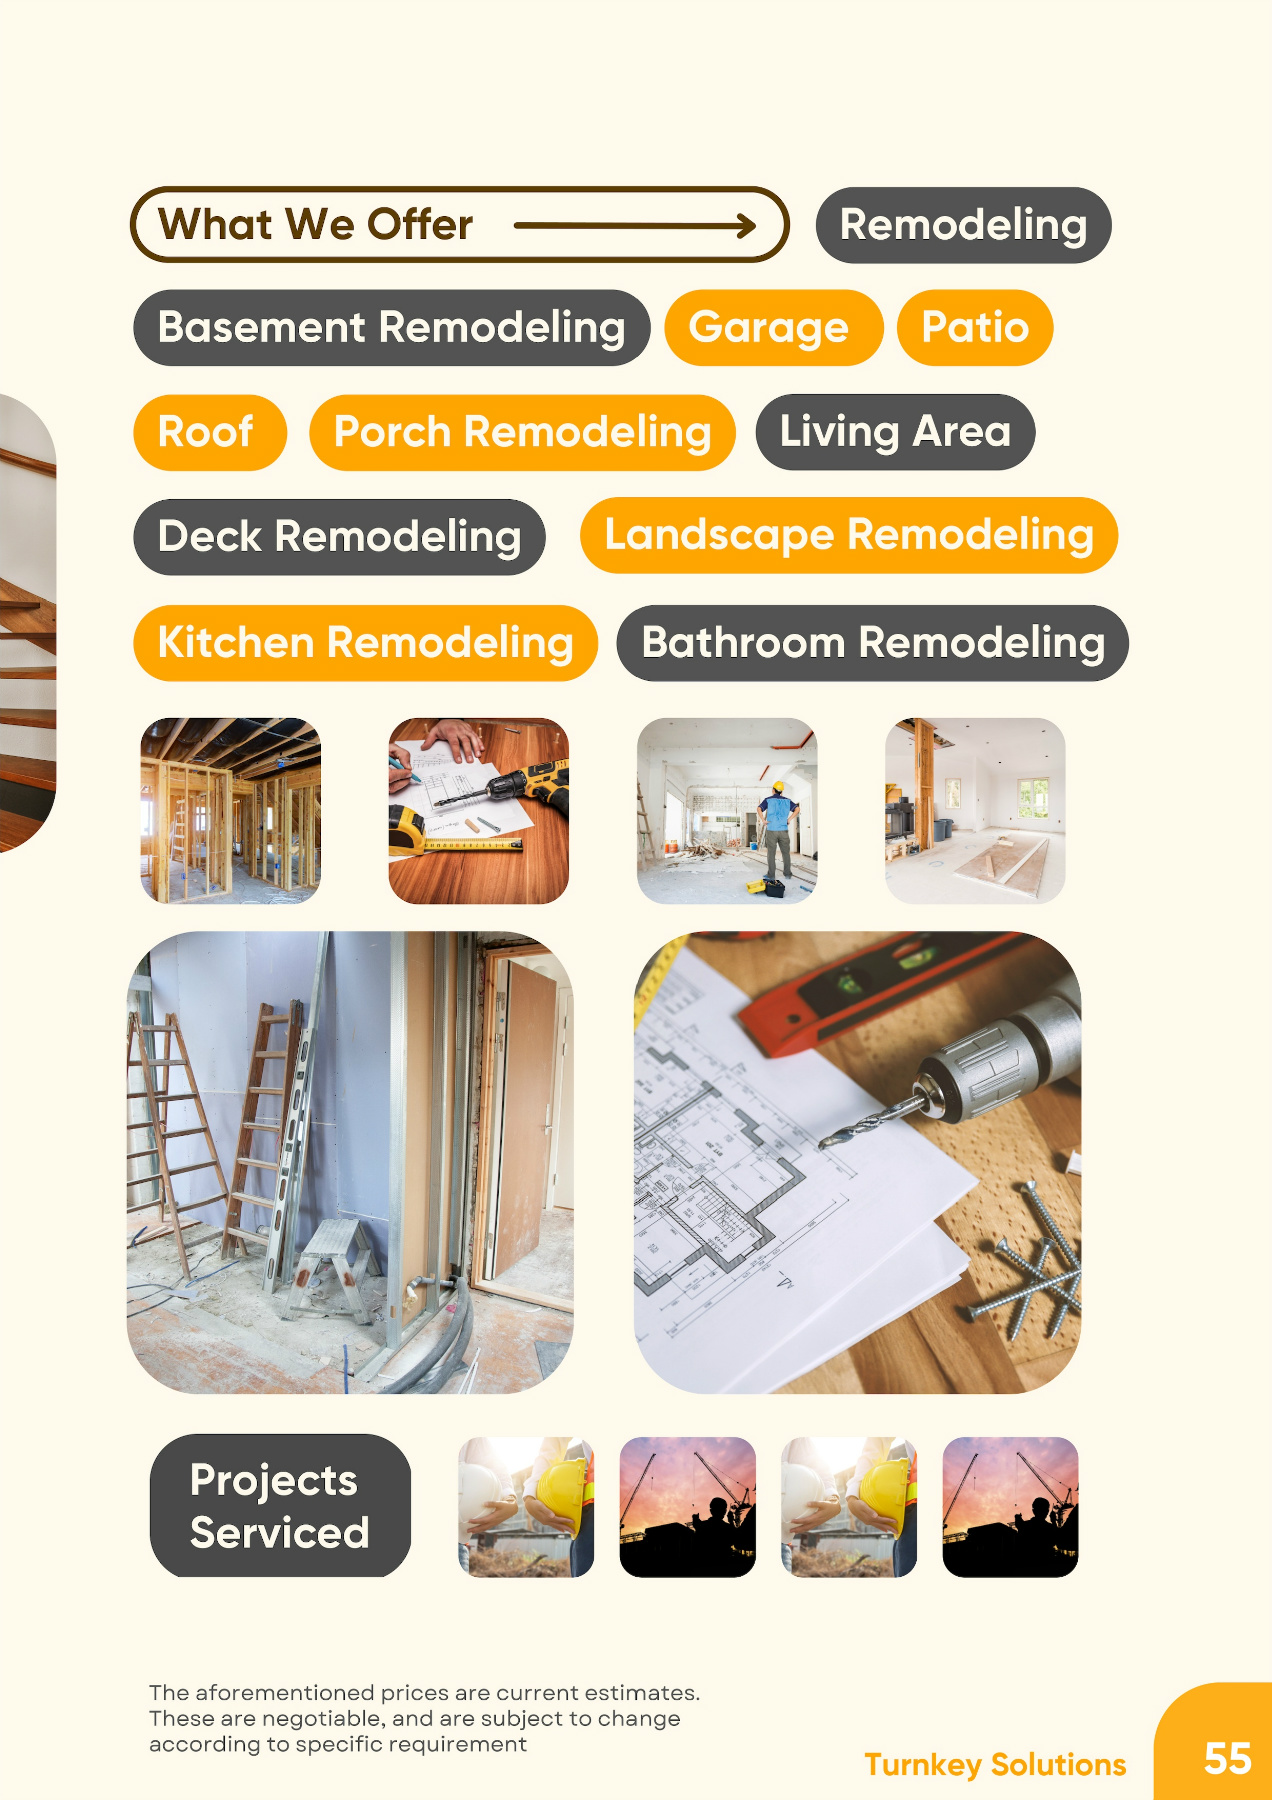 What We Offer
Remodeling
Basement Remodeling
Garage
Patio
Roof
Porch Remodeling
Living Area
Deck Remodeling
Landscape Remodeling
Kitchen Remodeling
Bathroom Remodeling
Projects
Serviced
The aforementioned prices are current estimates.
These are negotiable, and are subject to change
according to specific requirement
Turnkey Solutions
55